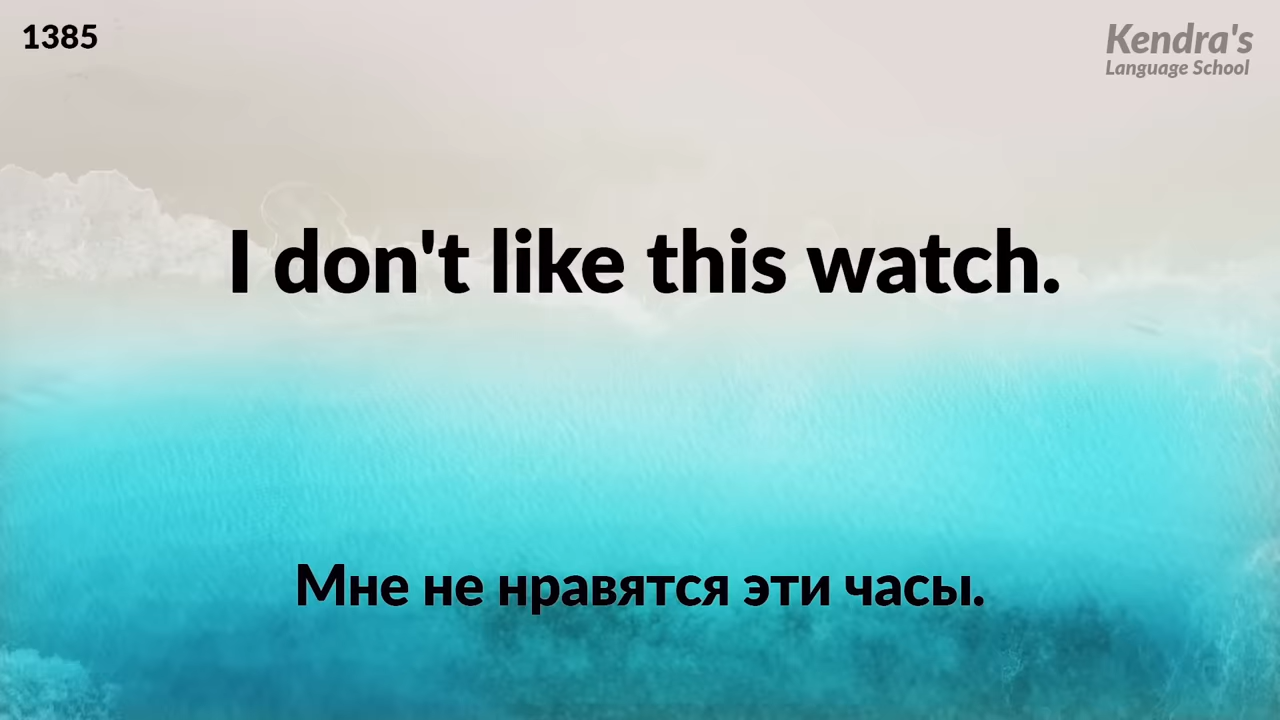 1385
Kendra's
Language School
I don't like this watch.
Мне не нравятся эти часы.